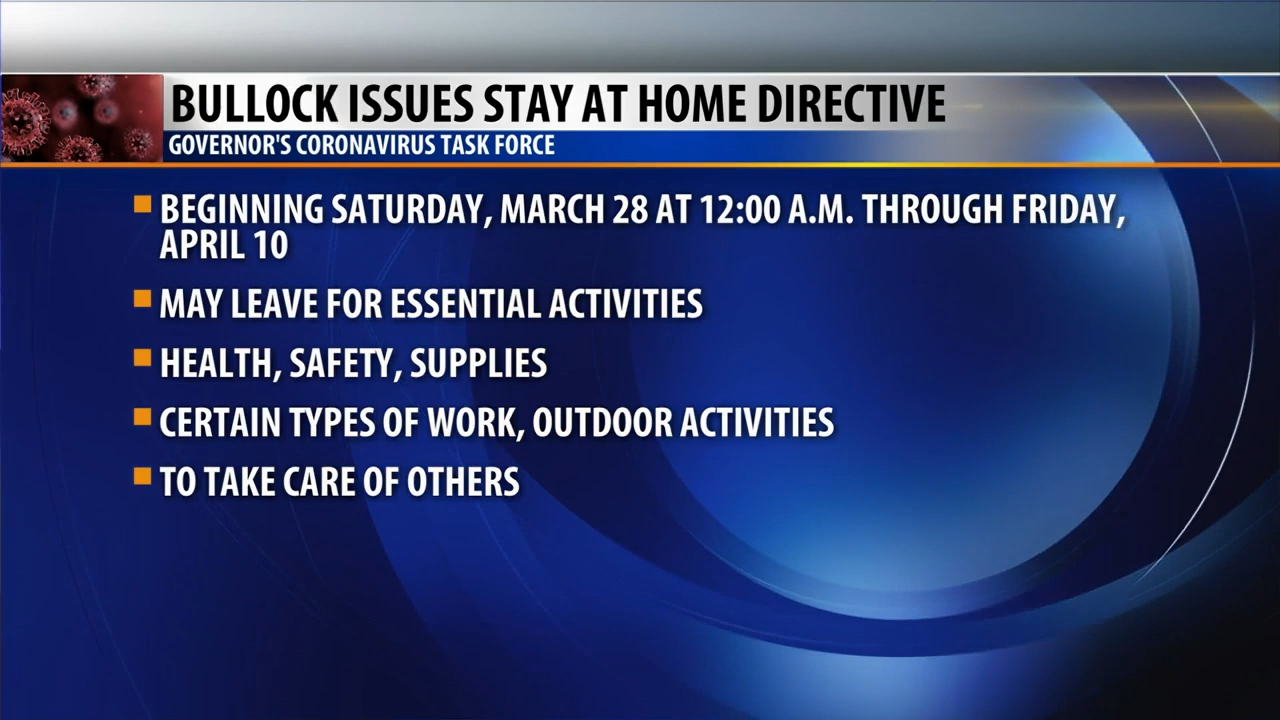 BULLOCK ISSUES STAY AT HOME DIRECTIVE
GOVERNOR'S CORONAVIRUS TASK FORCE
BEGINNING SATURDAY, MARCH 28 AT 12:00 A.M. THROUGH FRIDAY,
APRIL 10
MAY LEAVE FOR ESSENTIAL ACTIVITIES
HEALTH, SAFETY, SUPPLIES
CERTAIN TYPES OF WORK, OUTDOOR ACTIVITIES
TO TAKE CARE OF OTHERS